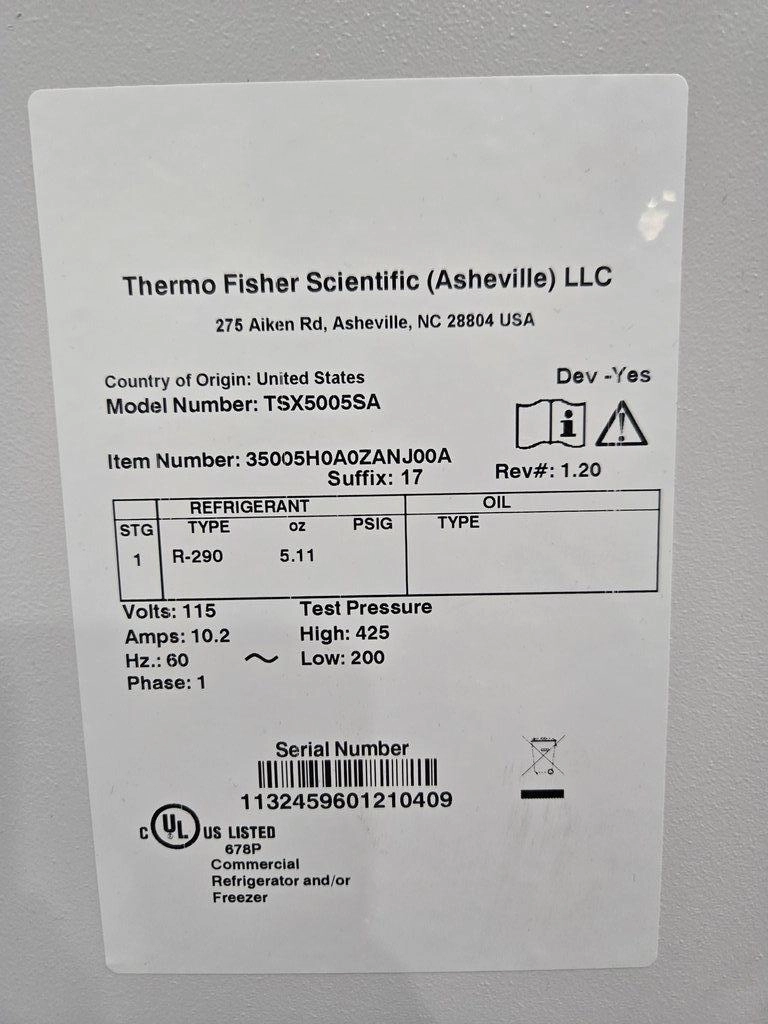 Thermo Fisher Scientific (Asheville) LLC
275 Aiken Rd, Asheville, NC 28804 USA
Country of Origin: United States
Dev -Yes
Model Number: TSX5005SA
Item Number: 35005H0A0ZANJ00A
Suffix: 17
Rev#: 1.20
REFRIGERANT OIL
STG TYPE oz PSIG TYPE
1 R-290 5.11
Volts: 115 Test Pressure
Amps: 10.2 High: 425
Hz.: 60 ~ Low: 200
Phase: 1
Serial Number
1132459601210409
C UL US LISTED
678P
Commercial
Refrigerator and/or
Freezer